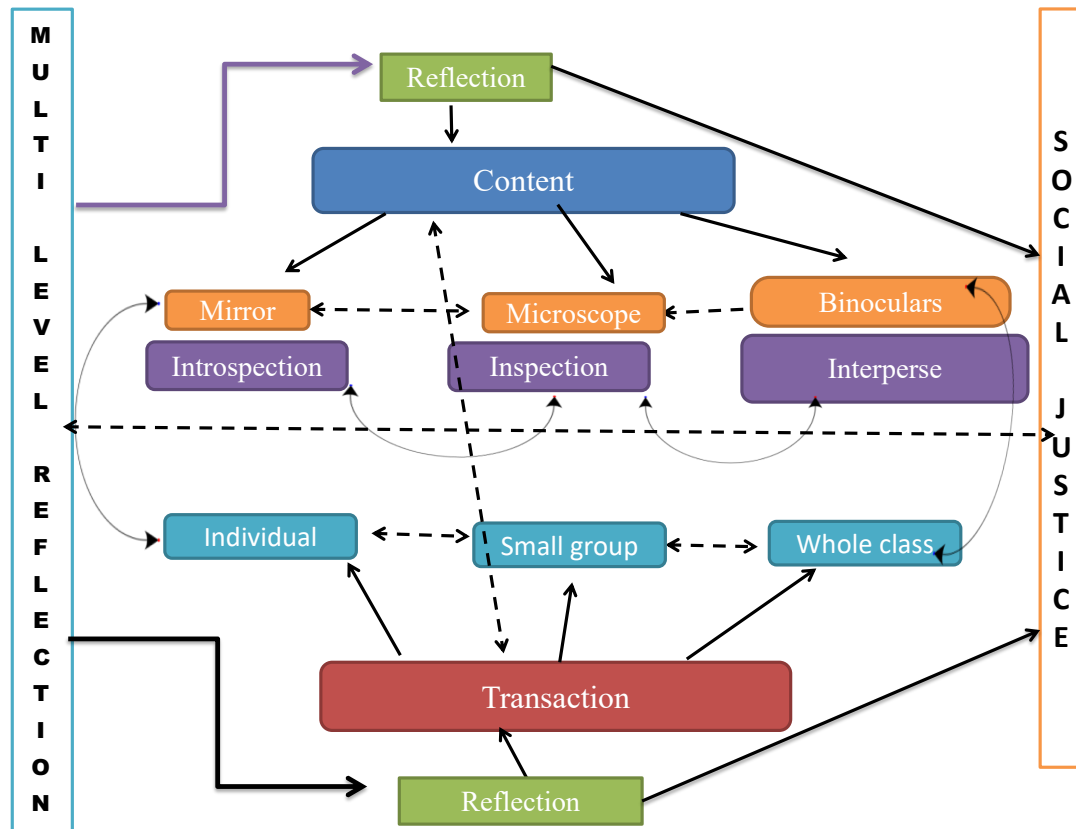 MULTI LEVEL REFLECTION
Reflection
Content
Mirror
Microscope
Binoculars
Introspection
Inspection
Interperse
Individual
Small group
Whole class
Transaction
Reflection
SOCIAL JUSTICE